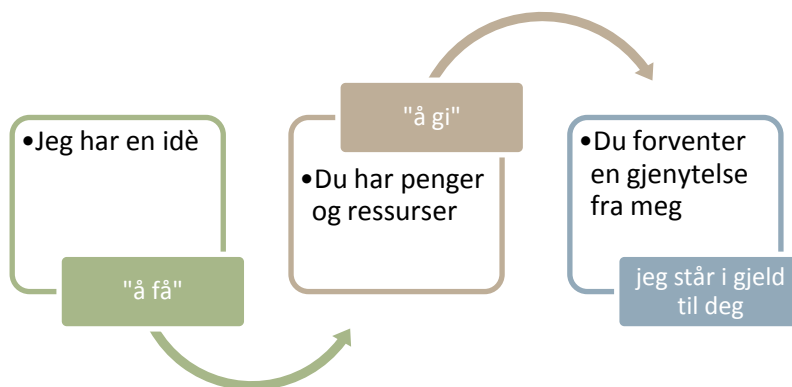 •Jeg har en idè
"å få"
"å gi"
•Du har penger
og ressurser
•Du forventer
en gjenytelse
fra meg
jeg står i gjeld
til deg